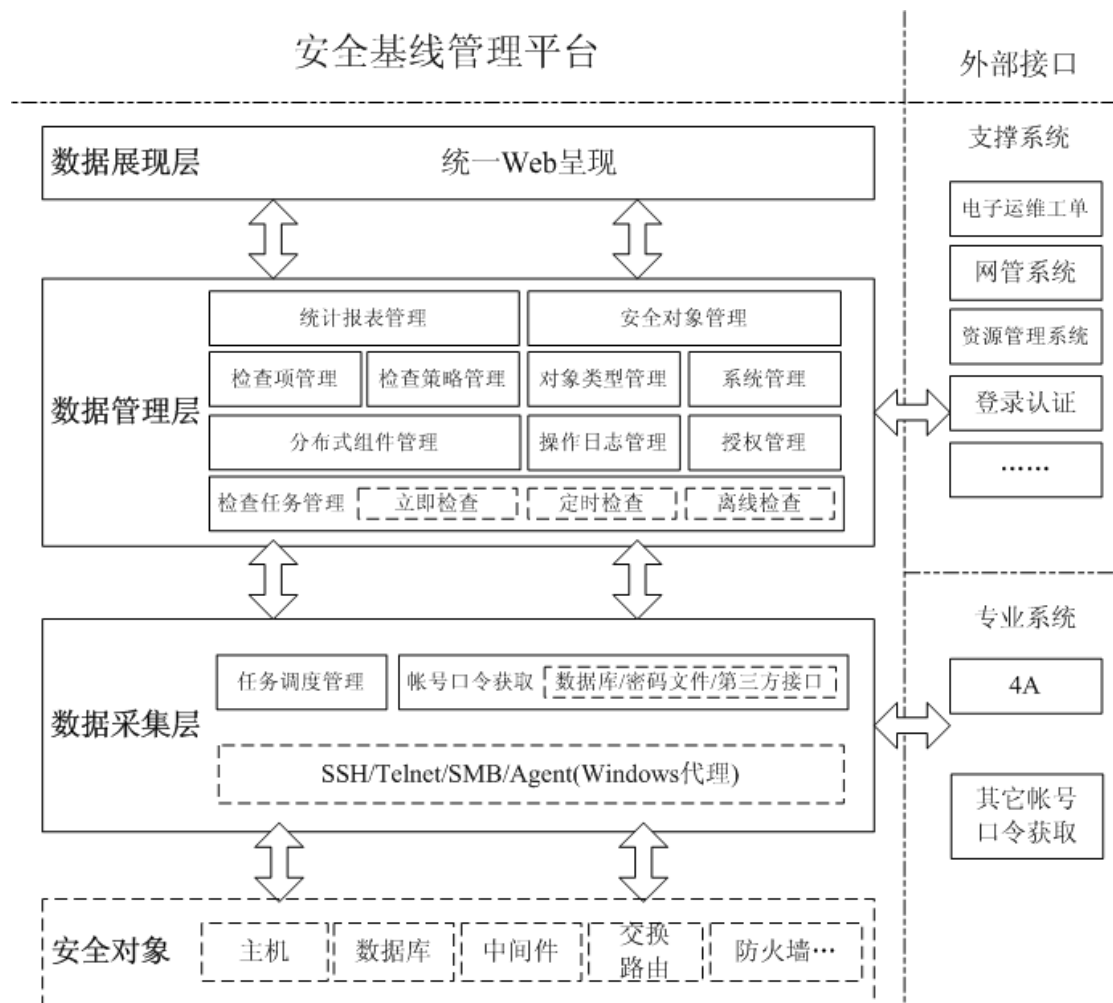 安全基线管理平台
外部接口
数据展现层
统一Web呈现
支撑系统
电子运维工单
网管系统
资源管理系统
登录认证
……
数据管理层
统计报表管理
安全对象管理
检查项管理
检查策略管理
对象类型管理
系统管理
分布式组件管理
操作日志管理
授权管理
检查任务管理
立即检查
定时检查
离线检查
专业系统
4A
其它帐号
口令获取
数据采集层
任务调度管理
帐号口令获取
数据库/密码文件/第三方接口
SSH/Telnet/SMB/Agent(Windows代理)
安全对象
主机
数据库
中间件
交换
路由
防火墙…